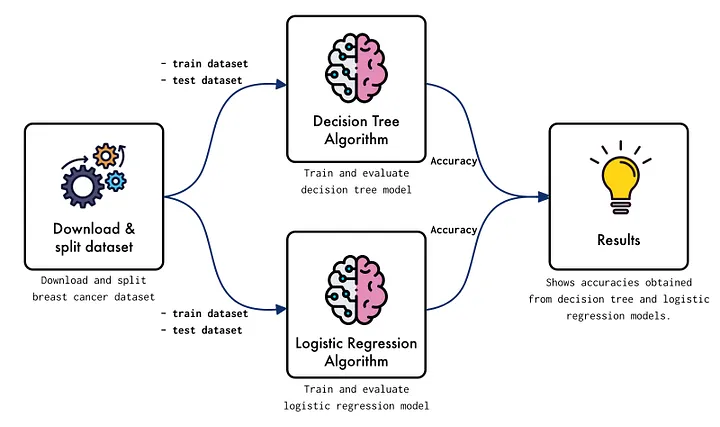 - train dataset
- test dataset
Decision Tree
Algorithm
Train and evaluate
decision tree model
Accuracy
Download &
split dataset
Download and split
breast cancer dataset
- train dataset
- test dataset
Logistic Regression
Algorithm
Train and evaluate
logistic regression model
Accuracy
Results
Shows accuracies obtained
from decision tree and logistic
regression models.